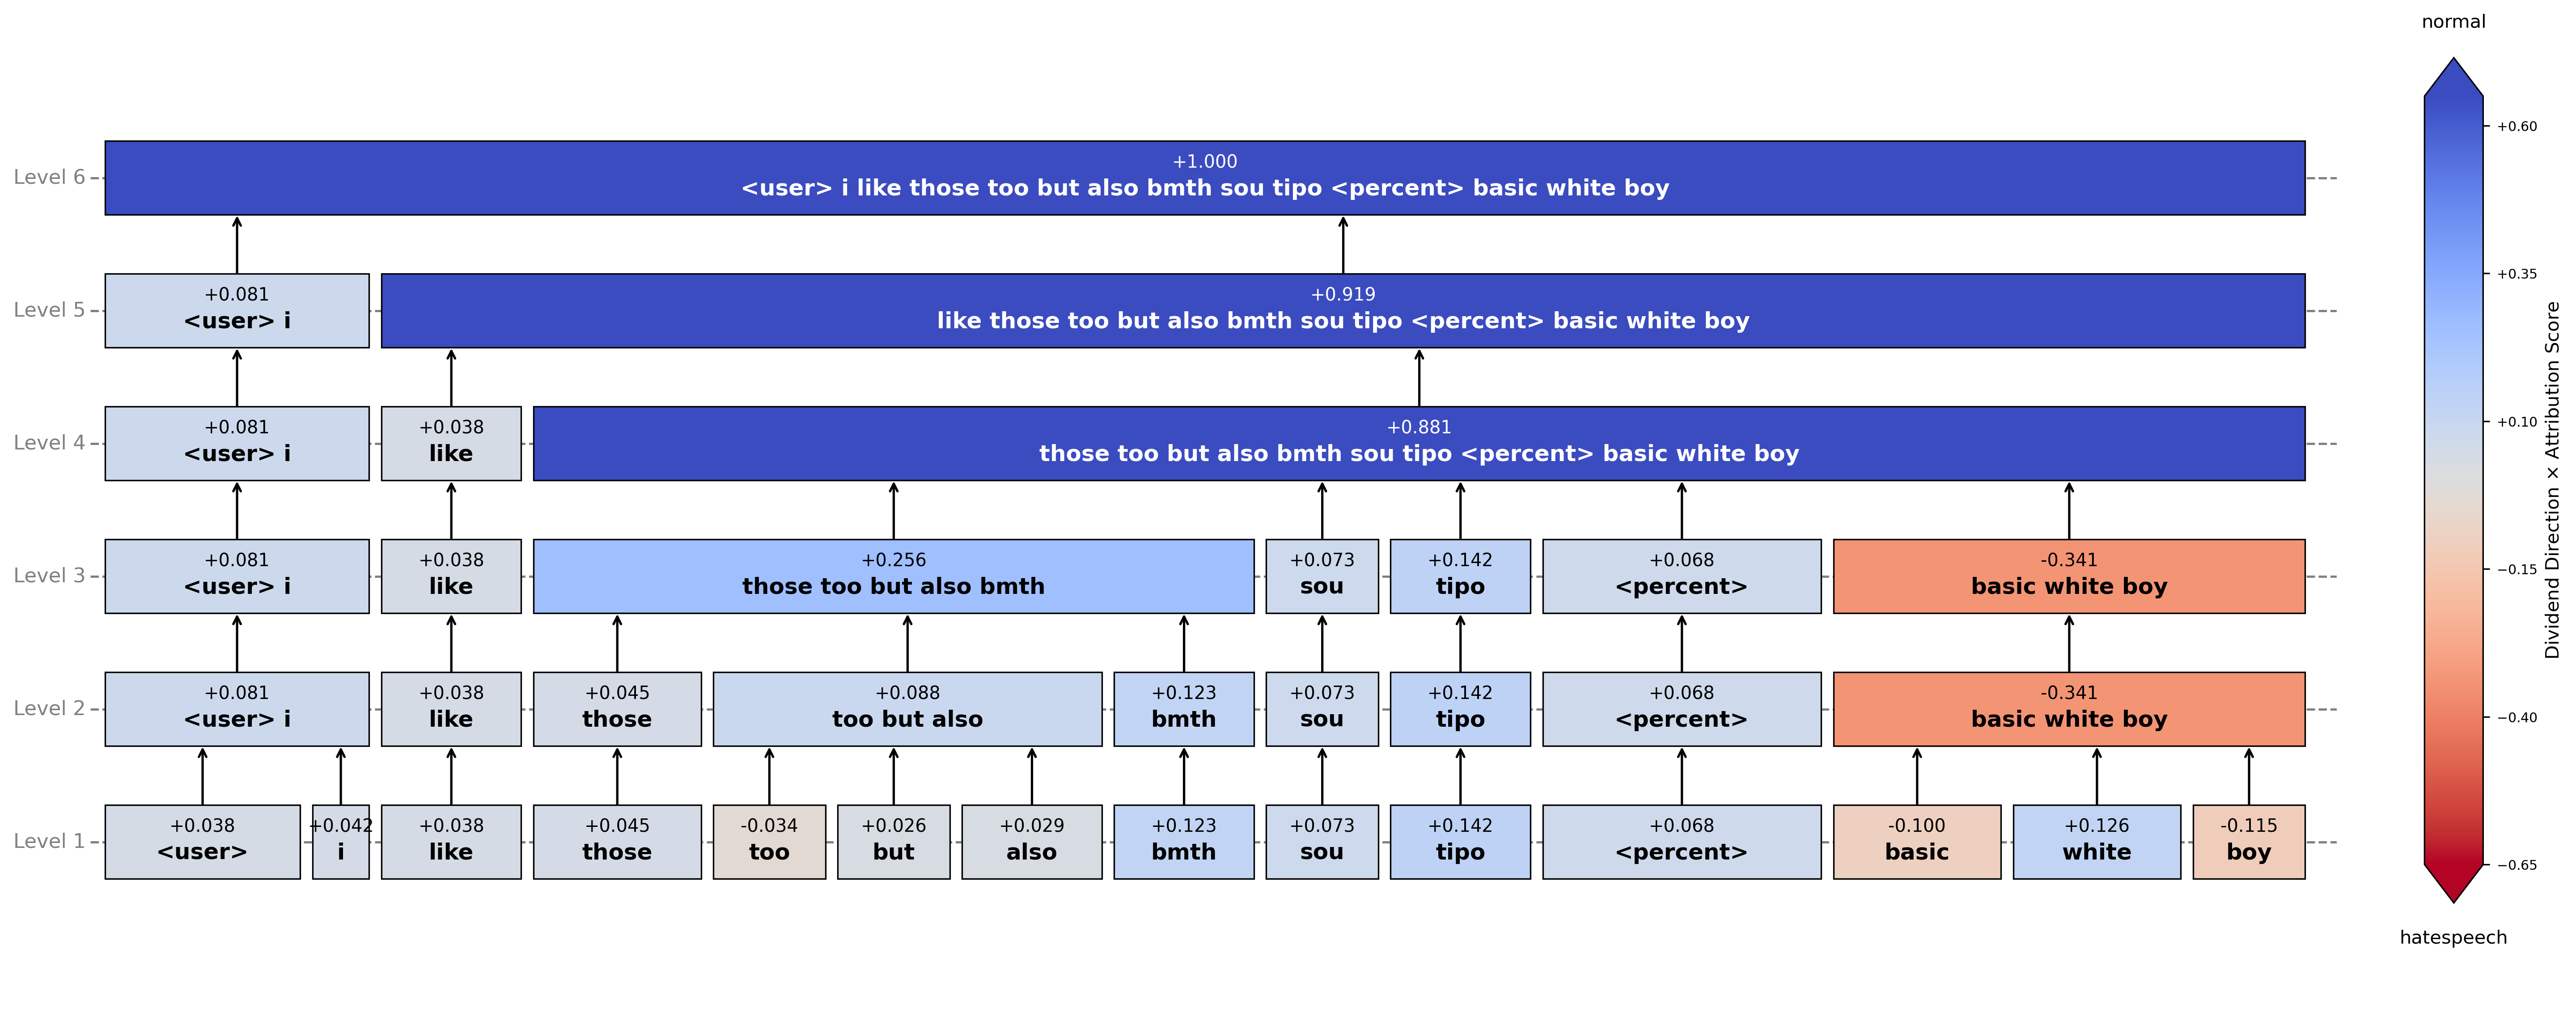 normal
+1.000
Level 6
<user> i like those too but also bmth sou tipo <percent> basic white boy
+0.081
+0.919
Level 5
<user> i
like those too but also bmth sou tipo <percent> basic white boy
+0.081
+0.038
+0.881
Level 4
<user> i
like
those too but also bmth sou tipo <percent> basic white boy
+0.081
+0.038
+0.256
+0.073
+0.142
+0.068
-0.341
Level 3
<user> i
like
those too but also bmth
sou
tipo
<percent>
basic white boy
+0.081
+0.038
+0.045
+0.088
+0.123
+0.073
+0.142
+0.068
-0.341
Level 2
<user> i
like
those
too but also
bmth
sou
tipo
<percent>
basic white boy
+0.038
+0.042
+0.038
+0.045
-0.034
+0.026
+0.029
+0.123
+0.073
+0.142
+0.068
-0.100
+0.126
-0.115
Level 1
<user>
i
like
those
too
but
also
bmth
sou
tipo
<percent>
basic
white
boy
+0.60
+0.35
+0.10
−0.15
−0.40
−0.65
Dividend Direction × Attribution Score
hatespeech